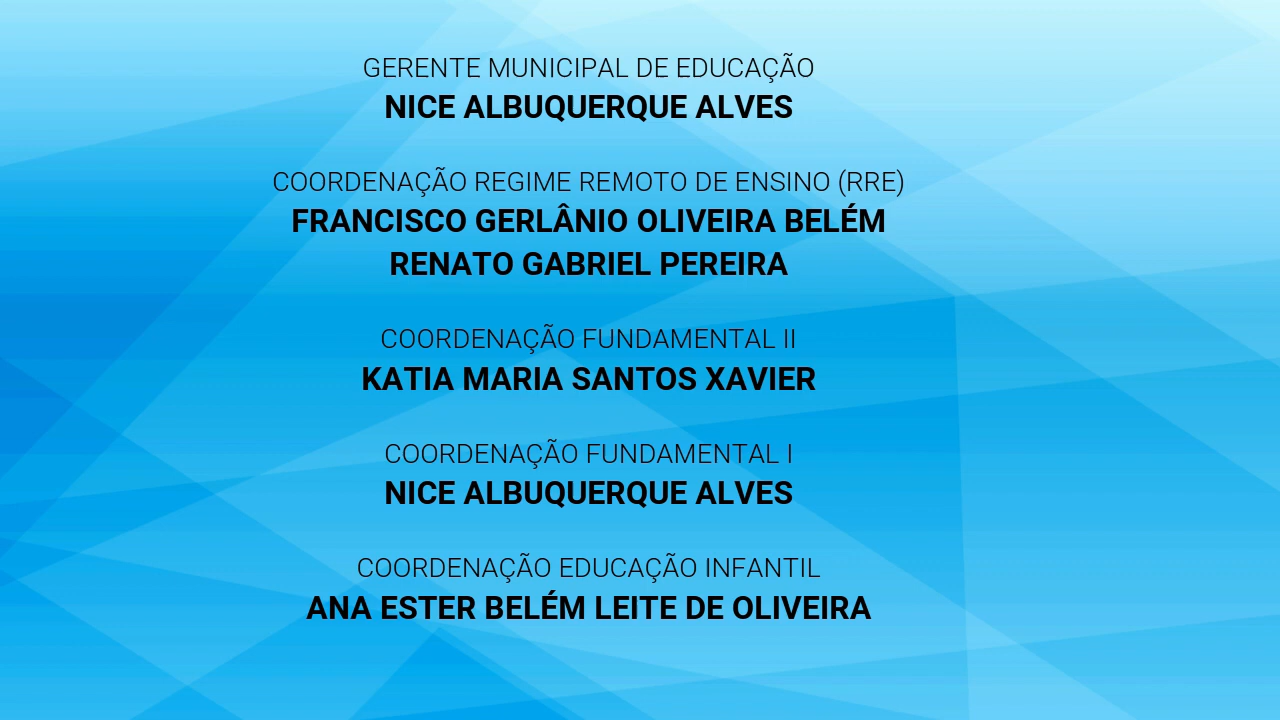 GERENTE MUNICIPAL DE EDUCAÇÃO
NICE ALBUQUERQUE ALVES
COORDENAÇÃO REGIME REMOTO DE ENSINO (RRE)
FRANCISCO GERLÂNIO OLIVEIRA BELÉM
RENATO GABRIEL PEREIRA
COORDENAÇÃO FUNDAMENTAL II
KATIA MARIA SANTOS XAVIER
COORDENAÇÃO FUNDAMENTAL I
NICE ALBUQUERQUE ALVES
COORDENAÇÃO EDUCAÇÃO INFANTIL
ANA ESTER BELÉM LEITE DE OLIVEIRA